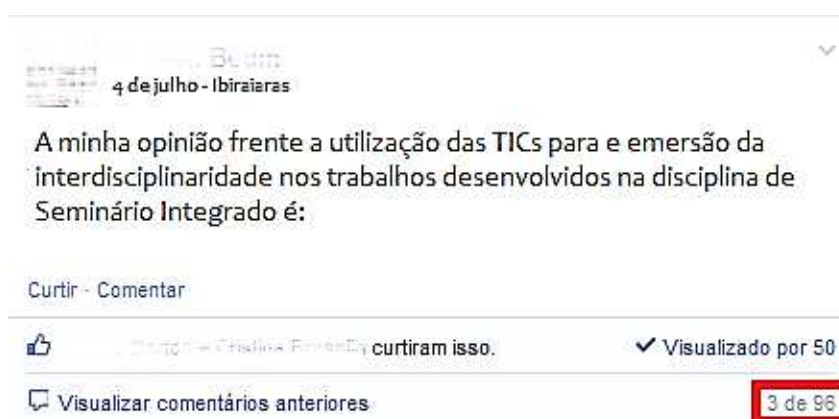 4 de julho - Ibiraiaras
A minha opinião frente a utilização das TICs para e emersão da
interdisciplinaridade nos trabalhos desenvolvidos na disciplina de
Seminário Integrado é:
Curtir - Comentar
curtiram isso.
Visualizado por 50
Visualizar comentários anteriores
3 de 96